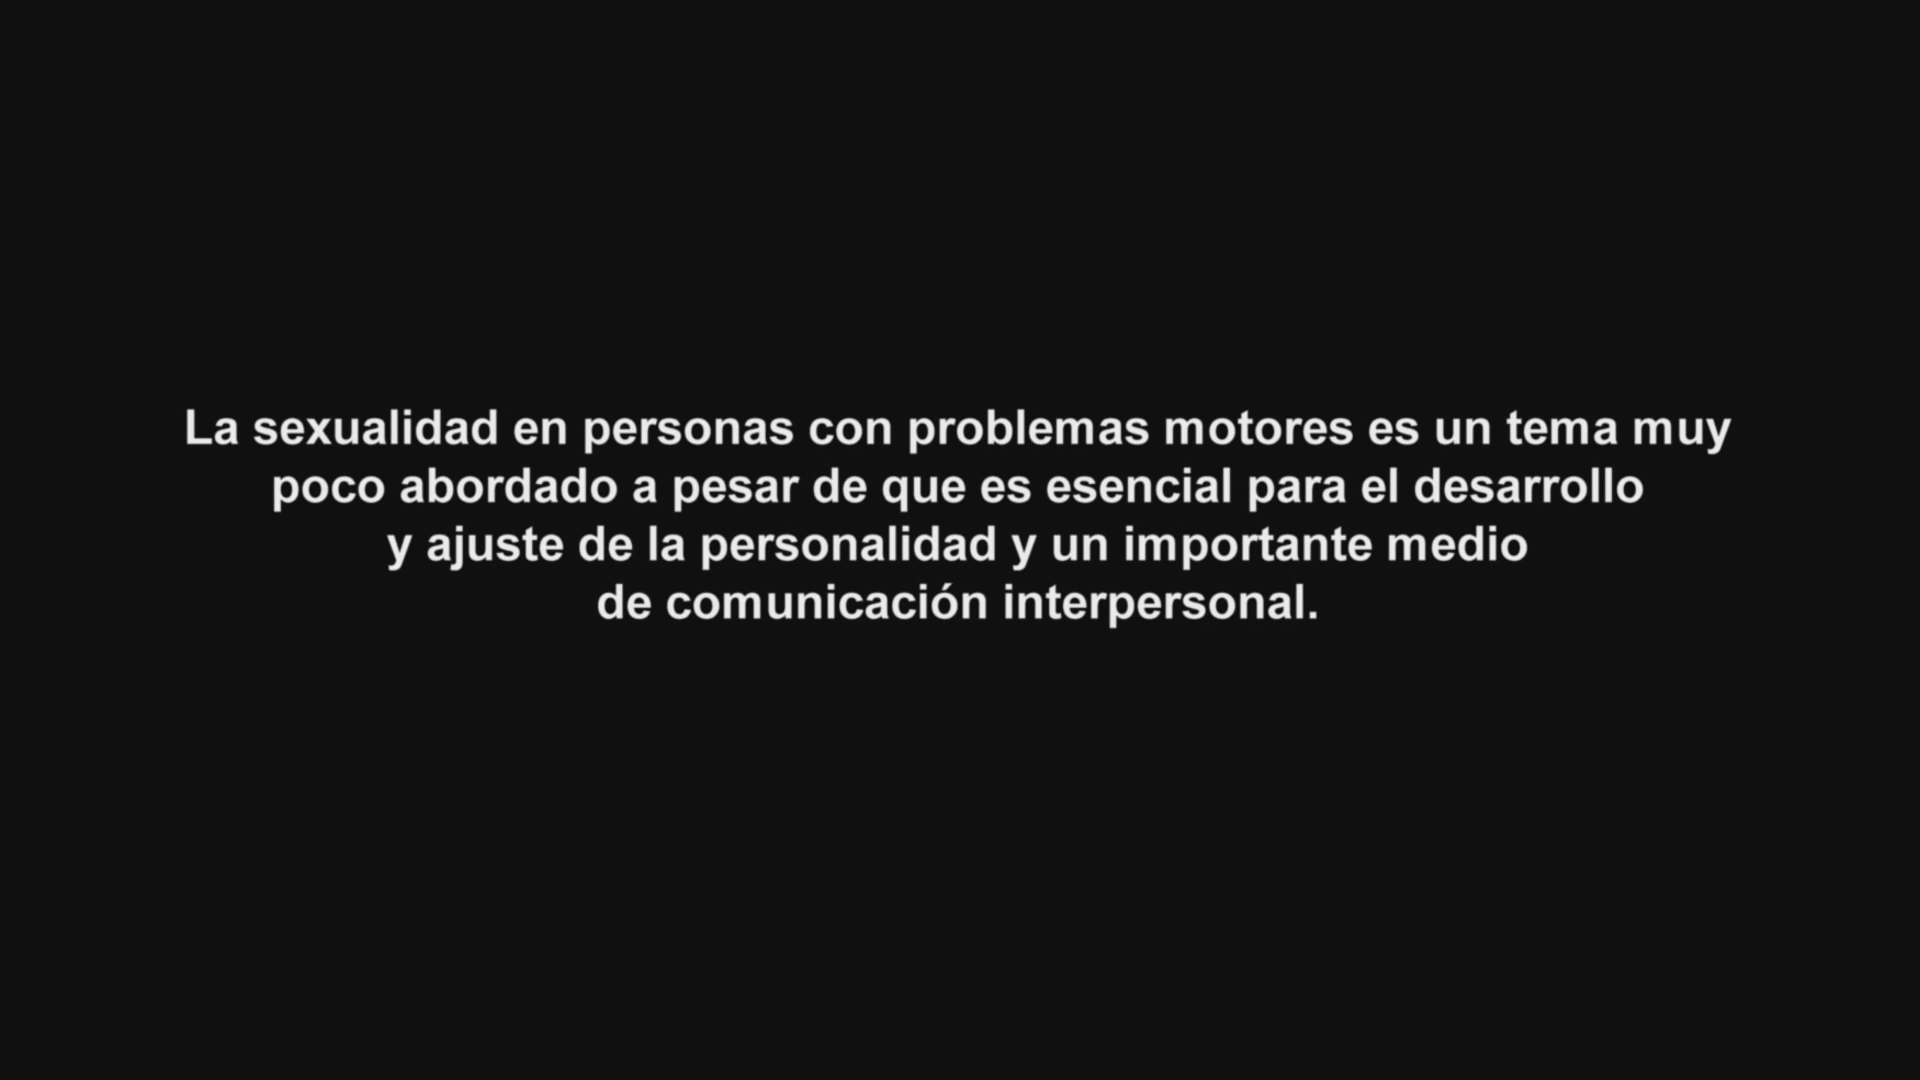 La sexualidad en personas con problemas motores es un tema muy
poco abordado a pesar de que es esencial para el desarrollo
y ajuste de la personalidad y un importante medio
de comunicación interpersonal.